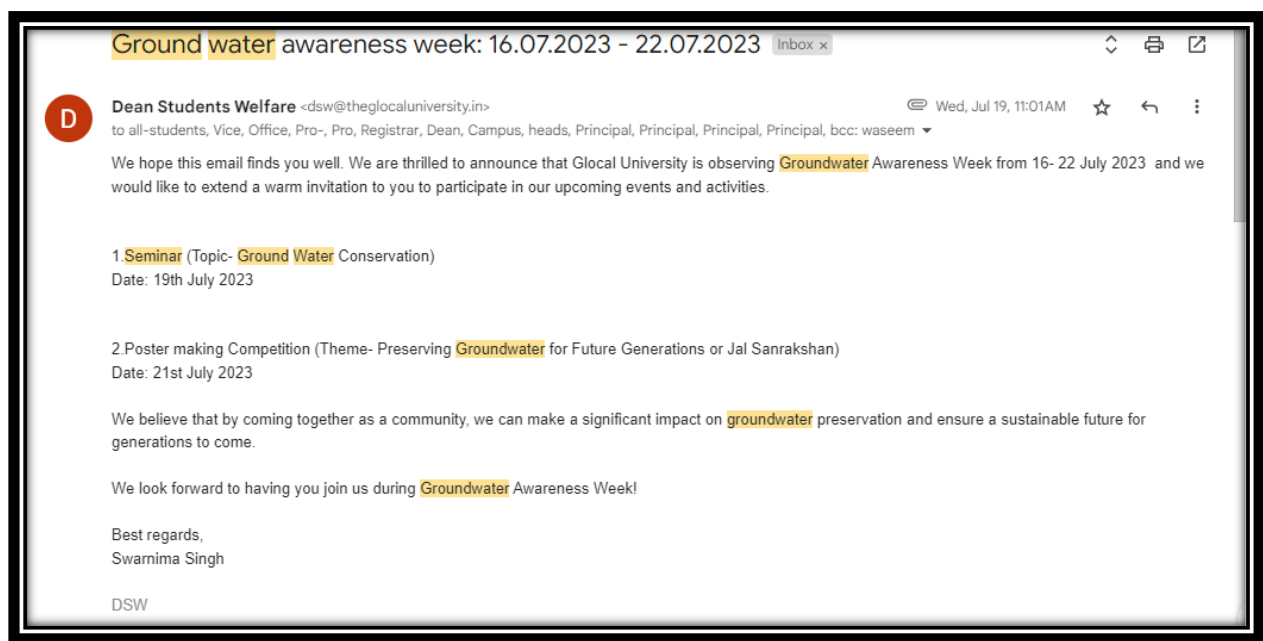 Ground water awareness week: 16.07.2023 - 22.07.2023 Inbox ×
D
Dean Students Welfare <dsw@theglocaluniversity.in> Wed, Jul 19, 11:01 AM
to all-students, Vice, Office, Pro-, Pro, Registrar, Dean, Campus, heads, Principal, Principal, Principal, Principal, bcc: waseem
We hope this email finds you well. We are thrilled to announce that Glocal University is observing Groundwater Awareness Week from 16- 22 July 2023 and we
would like to extend a warm invitation to you to participate in our upcoming events and activities.
1.Seminar (Topic- Ground Water Conservation)
Date: 19th July 2023
2.Poster making Competition (Theme- Preserving Groundwater for Future Generations or Jal Sanrakshan)
Date: 21st July 2023
We believe that by coming together as a community, we can make a significant impact on groundwater preservation and ensure a sustainable future for
generations to come.
We look forward to having you join us during Groundwater Awareness Week!
Best regards,
Swarnima Singh
DSW